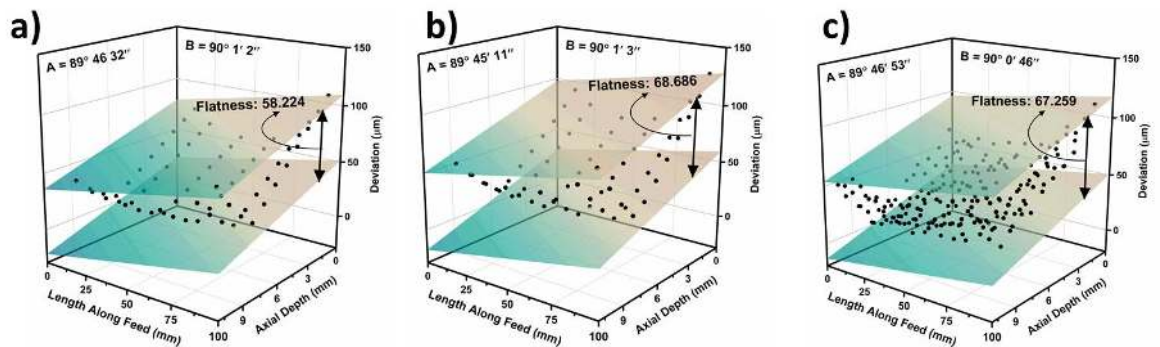 a)
A = 89° 46 32″
B = 90° 1′ 2″
Flatness: 58.224
150
100
50
0
Deviation (µm)
0
25
50
75
100
Length Along Feed (mm)
0
3
6
9
Axial Depth (mm)
b)
A = 89° 45′ 11″
B = 90° 1′ 3″
Flatness: 68.686
150
100
50
0
Deviation (µm)
0
25
50
75
100
Length Along Feed (mm)
0
3
6
9
Axial Depth (mm)
c)
A = 89° 46′ 53″
B = 90° 0′ 46″
Flatness: 67.259
150
100
50
0
Deviation (µm)
0
25
50
75
100
Length Along Feed (mm)
0
3
6
9
Axial Depth (mm)